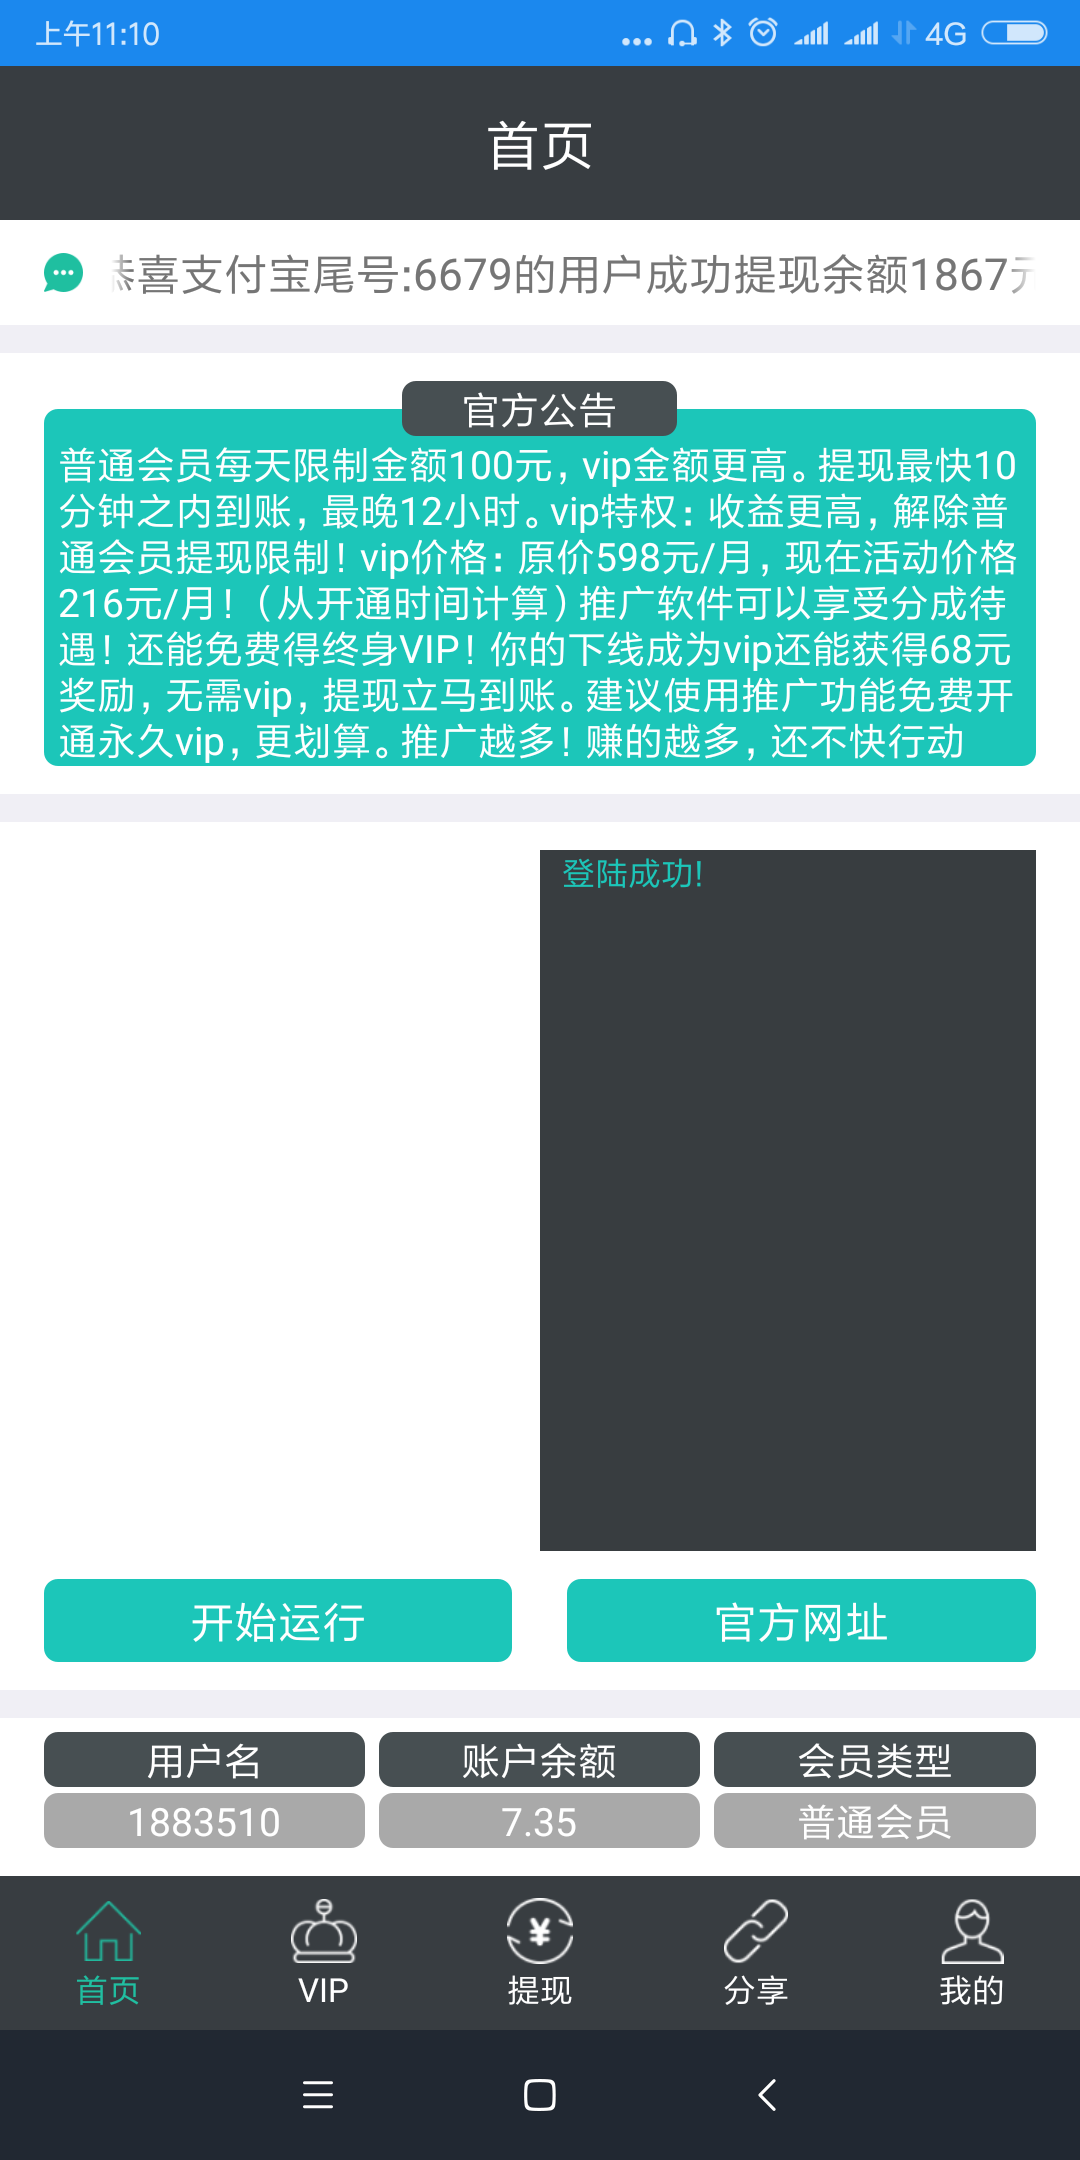 上午11:10
4G
首页
恭喜支付宝尾号:6679的用户成功提现余额1867元
官方公告
普通会员每天限制金额100元，vip金额更高。提现最快10
分钟之内到账，最晚12小时。vip特权：收益更高，解除普
通会员提现限制！vip价格：原价598元/月，现在活动价格
216元/月！（从开通时间计算）推广软件可以享受分成待
遇！还能免费得终身VIP！你的下线成为vip还能获得68元
奖励，无需vip，提现立马到账。建议使用推广功能免费开
通永久vip，更划算。推广越多！赚的越多，还不快行动
登陆成功!
开始运行
官方网址
用户名
账户余额
会员类型
1883510
7.35
普通会员
首页
VIP
提现
分享
我的